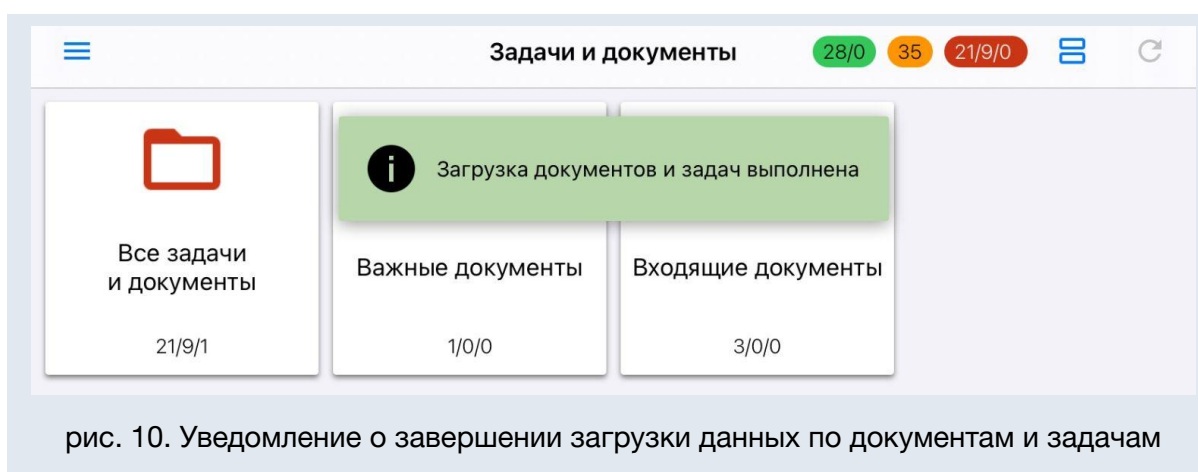 Задачи и документы
28/0 35 21/9/0
i Загрузка документов и задач выполнена
Все задачи
и документы
Важные документы
Входящие документы
21/9/1
1/0/0
3/0/0
рис. 10. Уведомление о завершении загрузки данных по документам и задачам